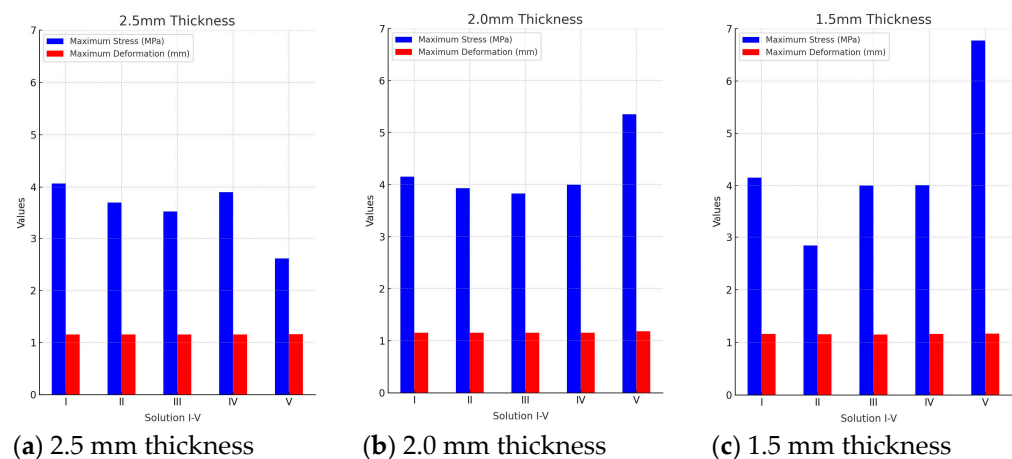 2.5mm Thickness
Maximum Stress (MPa)
Maximum Deformation (mm)
Values
7
6
5
4
3
2
1
0
I II III IV V
Solution I-V
(a) 2.5 mm thickness
2.0mm Thickness
Maximum Stress (MPa)
Maximum Deformation (mm)
Values
7
6
5
4
3
2
1
0
I II III IV V
Solution I-V
(b) 2.0 mm thickness
1.5mm Thickness
Maximum Stress (MPa)
Maximum Deformation (mm)
Values
7
6
5
4
3
2
1
0
I II III IV V
Solution I-V
(c) 1.5 mm thickness